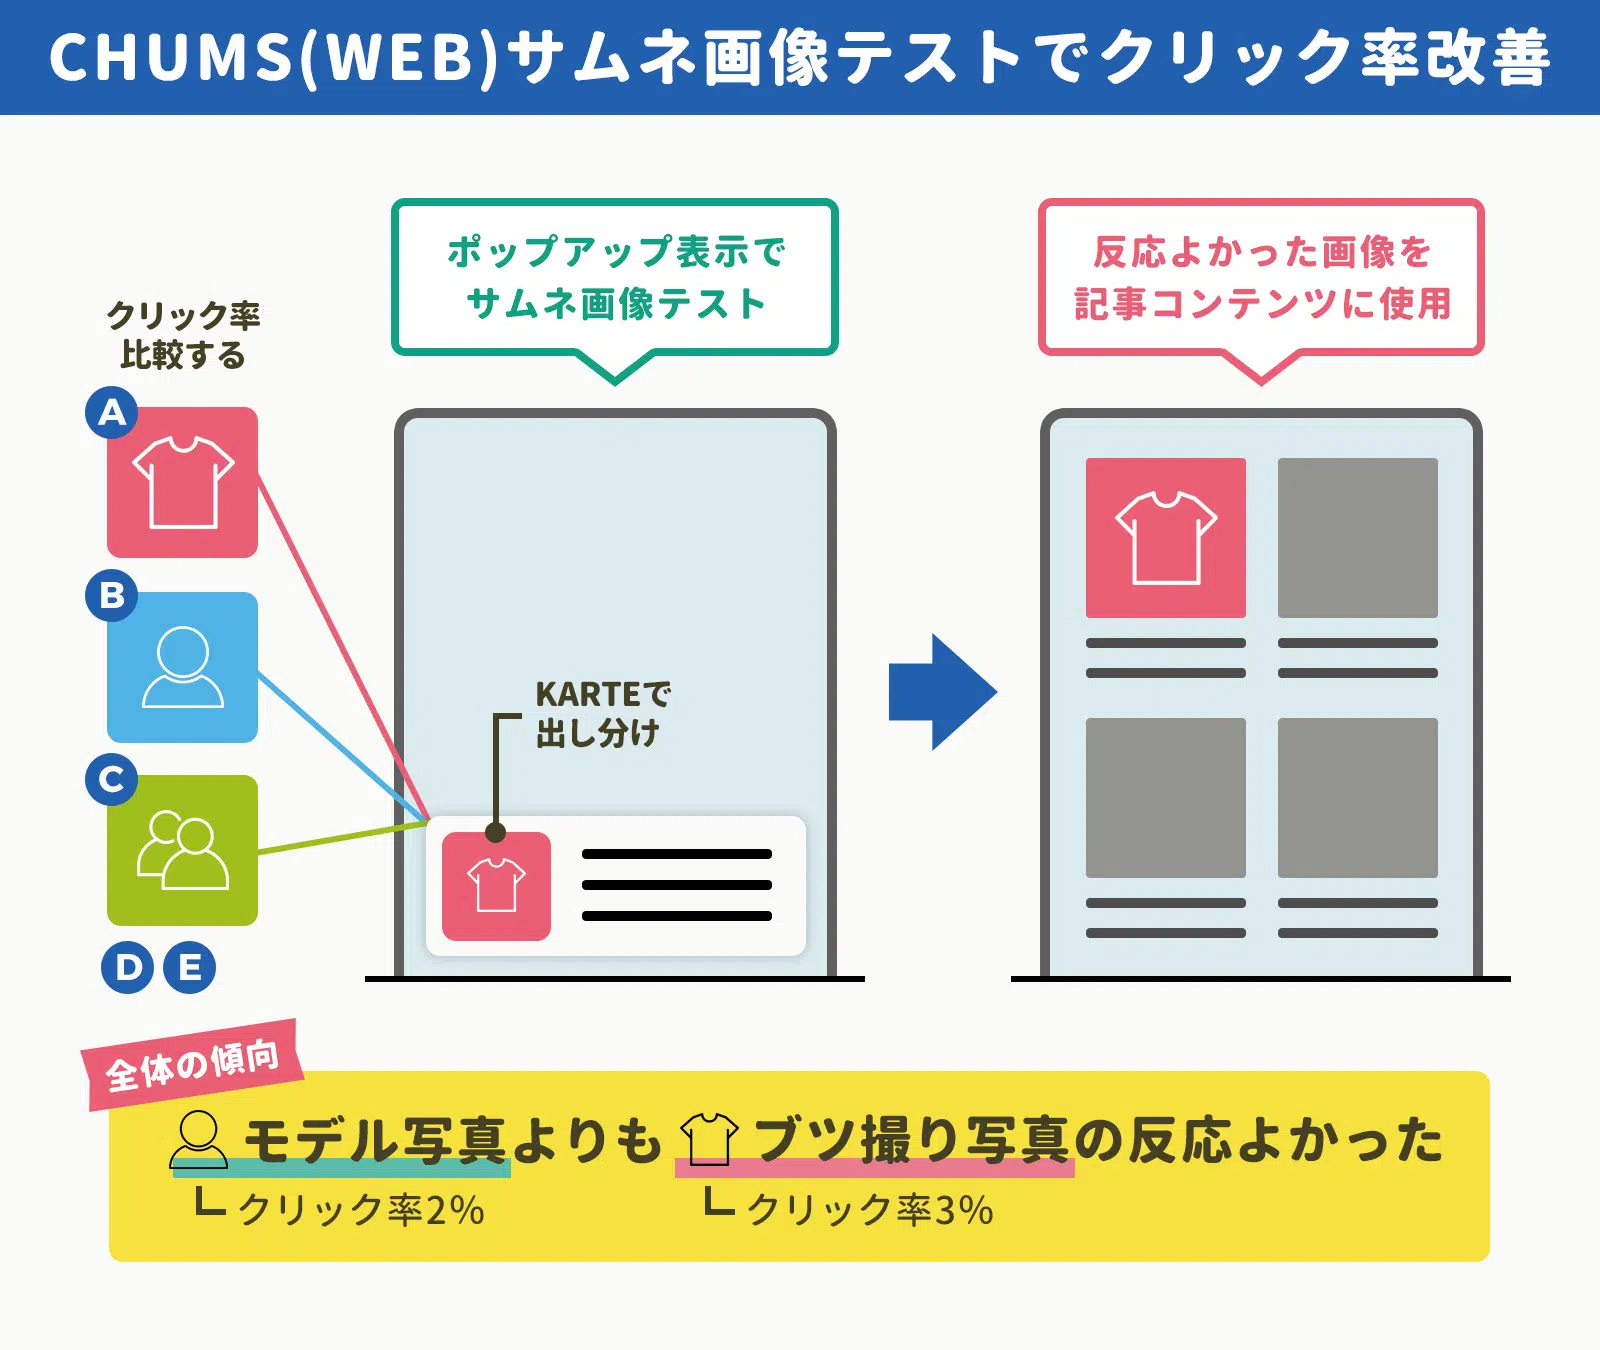 CHUMS(WEB)サムネ画像テストでクリック率改善
クリック率
比較する
A
B
C
D E
ポップアップ表示で
サムネ画像テスト
KARTEで
出し分け
反応よかった画像を
記事コンテンツに使用
全体の傾向
モデル写真よりも ブツ撮り写真の反応よかった
クリック率2% クリック率3%